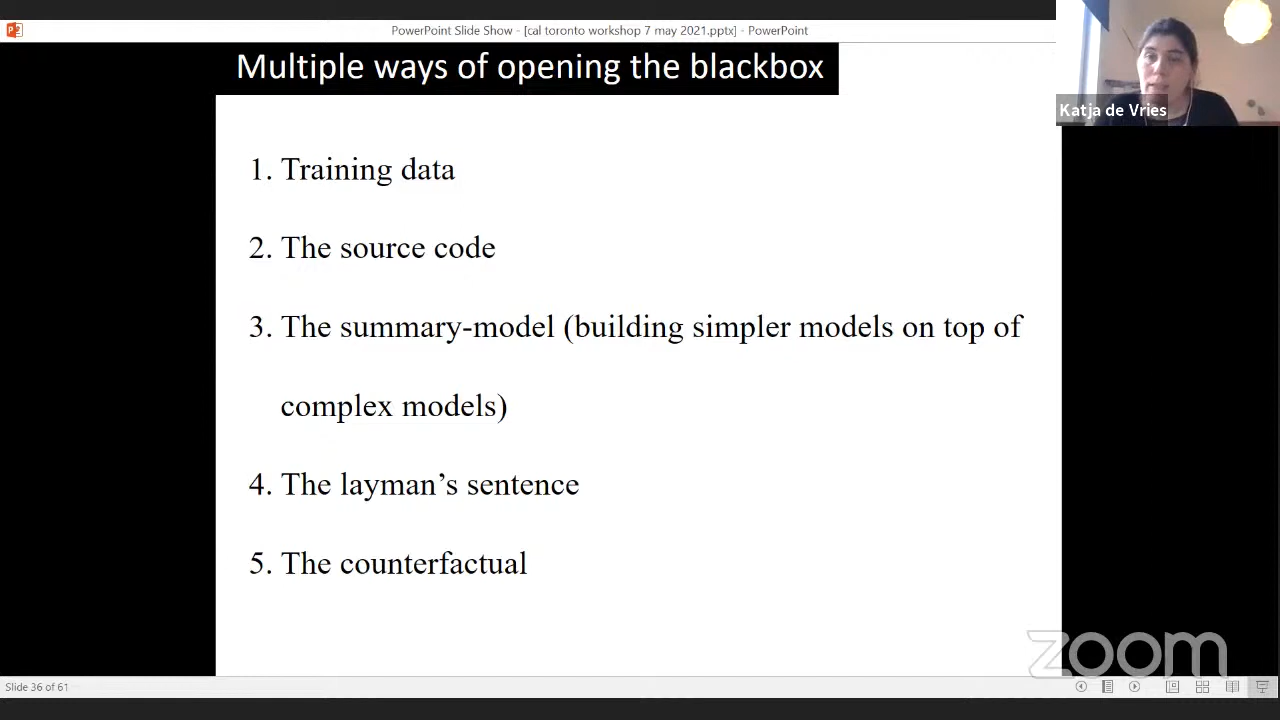 PowerPoint Slide Show - [cal toronto workshop 7 may 2021.pptx] - PowerPoint
Multiple ways of opening the blackbox
Katja de Vries
1. Training data
2. The source code
3. The summary-model (building simpler models on top of
complex models)
4. The layman’s sentence
5. The counterfactual
zoom
Slide 36 of 61